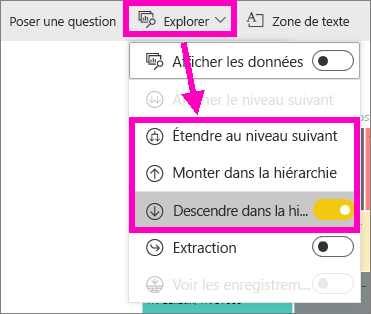 Poser une question
Explorer
Zone de texte
Afficher les données
Afficher le niveau suivant
Étendre au niveau suivant
Monter dans la hiérarchie
Descendre dans la hi...
Extraction
Voir les enregistrem...